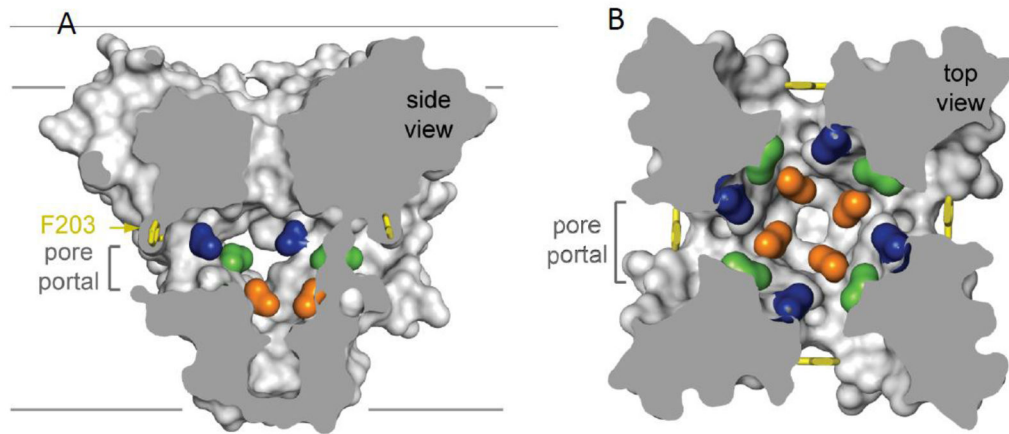 A
side
view
F203
pore
portal
B
top
view
pore
portal